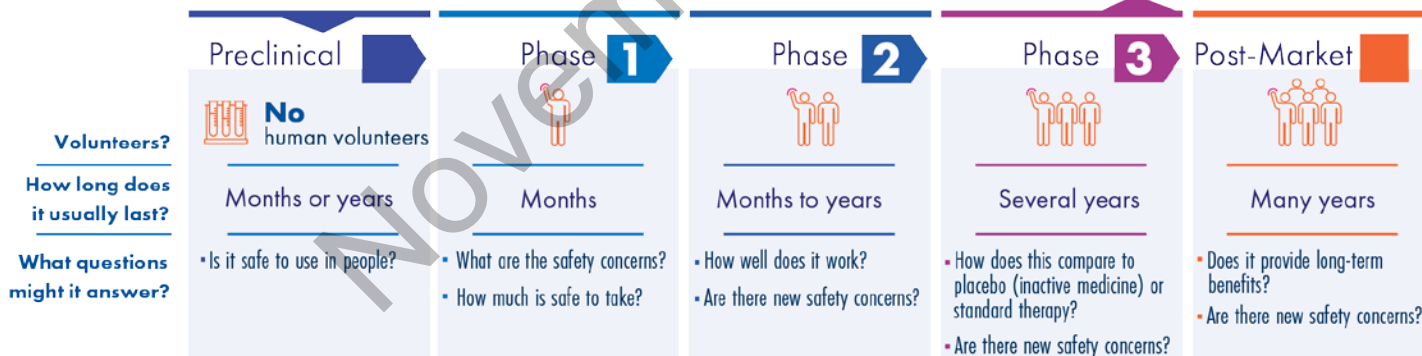 Preclinical
Phase 1
Phase 2
Phase 3
Post-Market
Volunteers?
No
human volunteers
How long does
it usually last?
Months or years
Months
Months to years
Several years
Many years
What questions
might it answer?
▪ Is it safe to use in people?
▪ What are the safety concerns?
▪ How much is safe to take?
▪ How well does it work?
▪ Are there new safety concerns?
▪ How does this compare to
placebo (inactive medicine) or
standard therapy?
▪ Are there new safety concerns?
▪ Does it provide long-term
benefits?
▪ Are there new safety concerns?
Novem